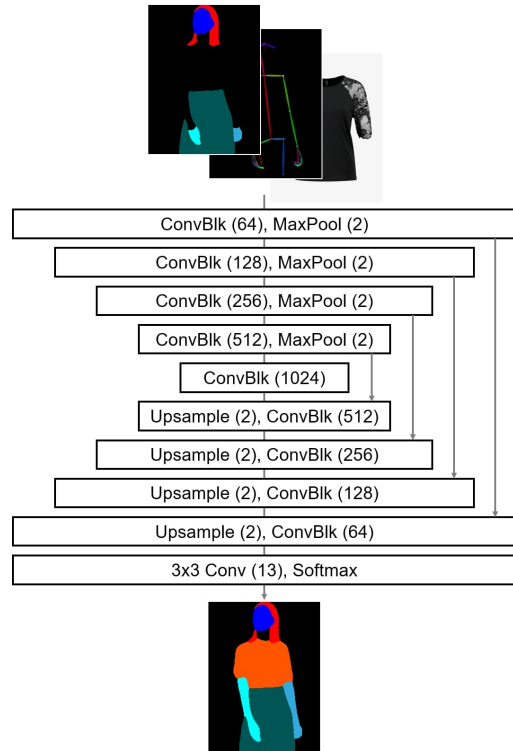 ConvBlk (64), MaxPool (2)
ConvBlk (128), MaxPool (2)
ConvBlk (256), MaxPool (2)
ConvBlk (512), MaxPool (2)
ConvBlk (1024)
Upsample (2), ConvBlk (512)
Upsample (2), ConvBlk (256)
Upsample (2), ConvBlk (128)
Upsample (2), ConvBlk (64)
3x3 Conv (13), Softmax